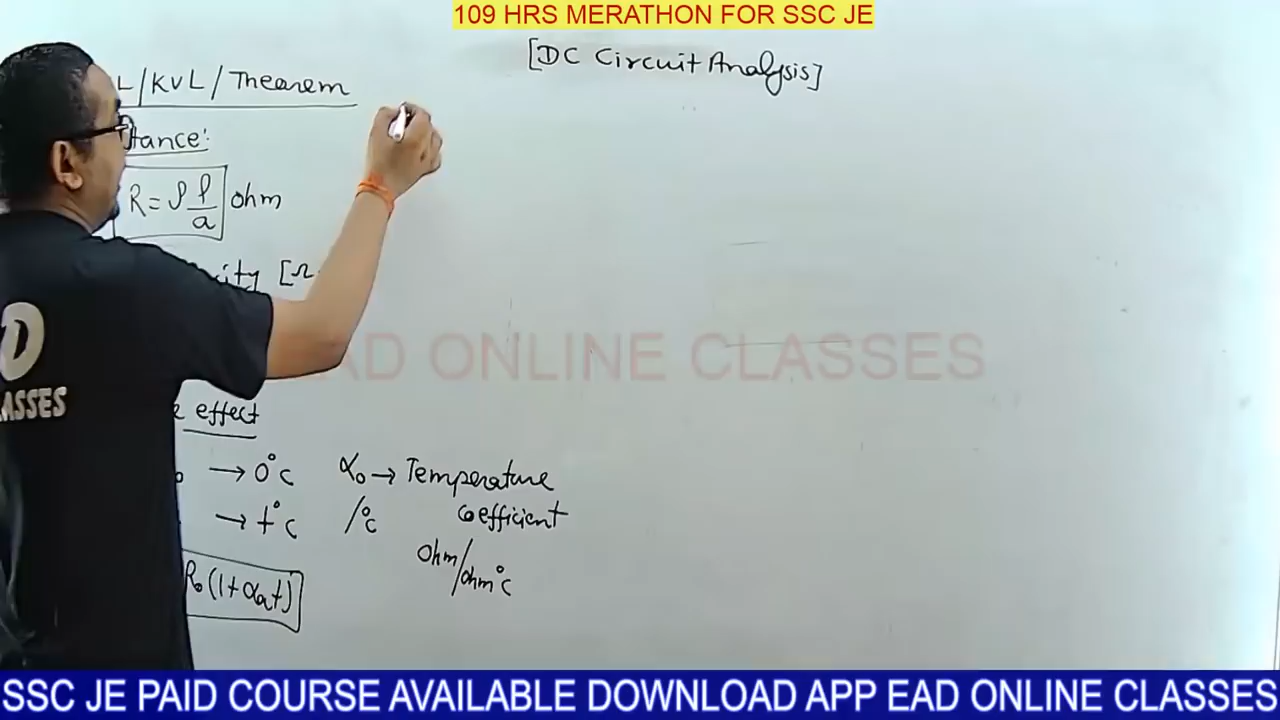 109 HRS MERATHON FOR SSC JE
[DC Circuit Analysis]
L/KVL/Theorem
tance:
R = ρ l/a ohm
[Ω
EAD ONLINE CLASSES
D
ASSES
effect
→ 0°c α₀ → Temperature
→ t°c /°c coefficient
ohm/ohm°c
R₀(1+α₀t)
SSC JE PAID COURSE AVAILABLE DOWNLOAD APP EAD ONLINE CLASSES